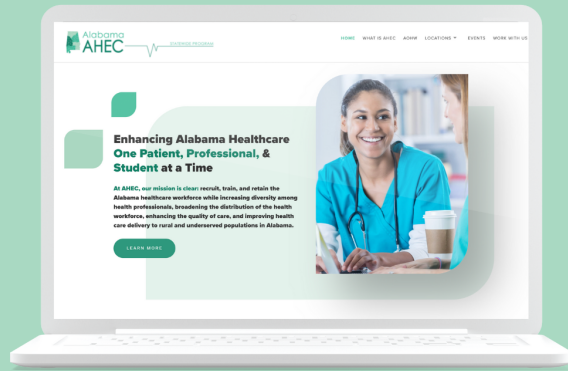 Alabama
AHEC
OVERSEE PROGRAM
HOME WHAT IS AHEC AOHW LOCATIONS EVENTS WORK WITH US
Enhancing Alabama Healthcare
One Patient, Professional, &
Student at a Time
At AHEC, our mission is clear: recruit, train, and retain the
Alabama healthcare workforce while increasing diversity among
health professionals, broadening the distribution of the health
workforce, enhancing the quality of care, and improving health
care delivery to rural and underserved populations in Alabama.
LEARN MORE